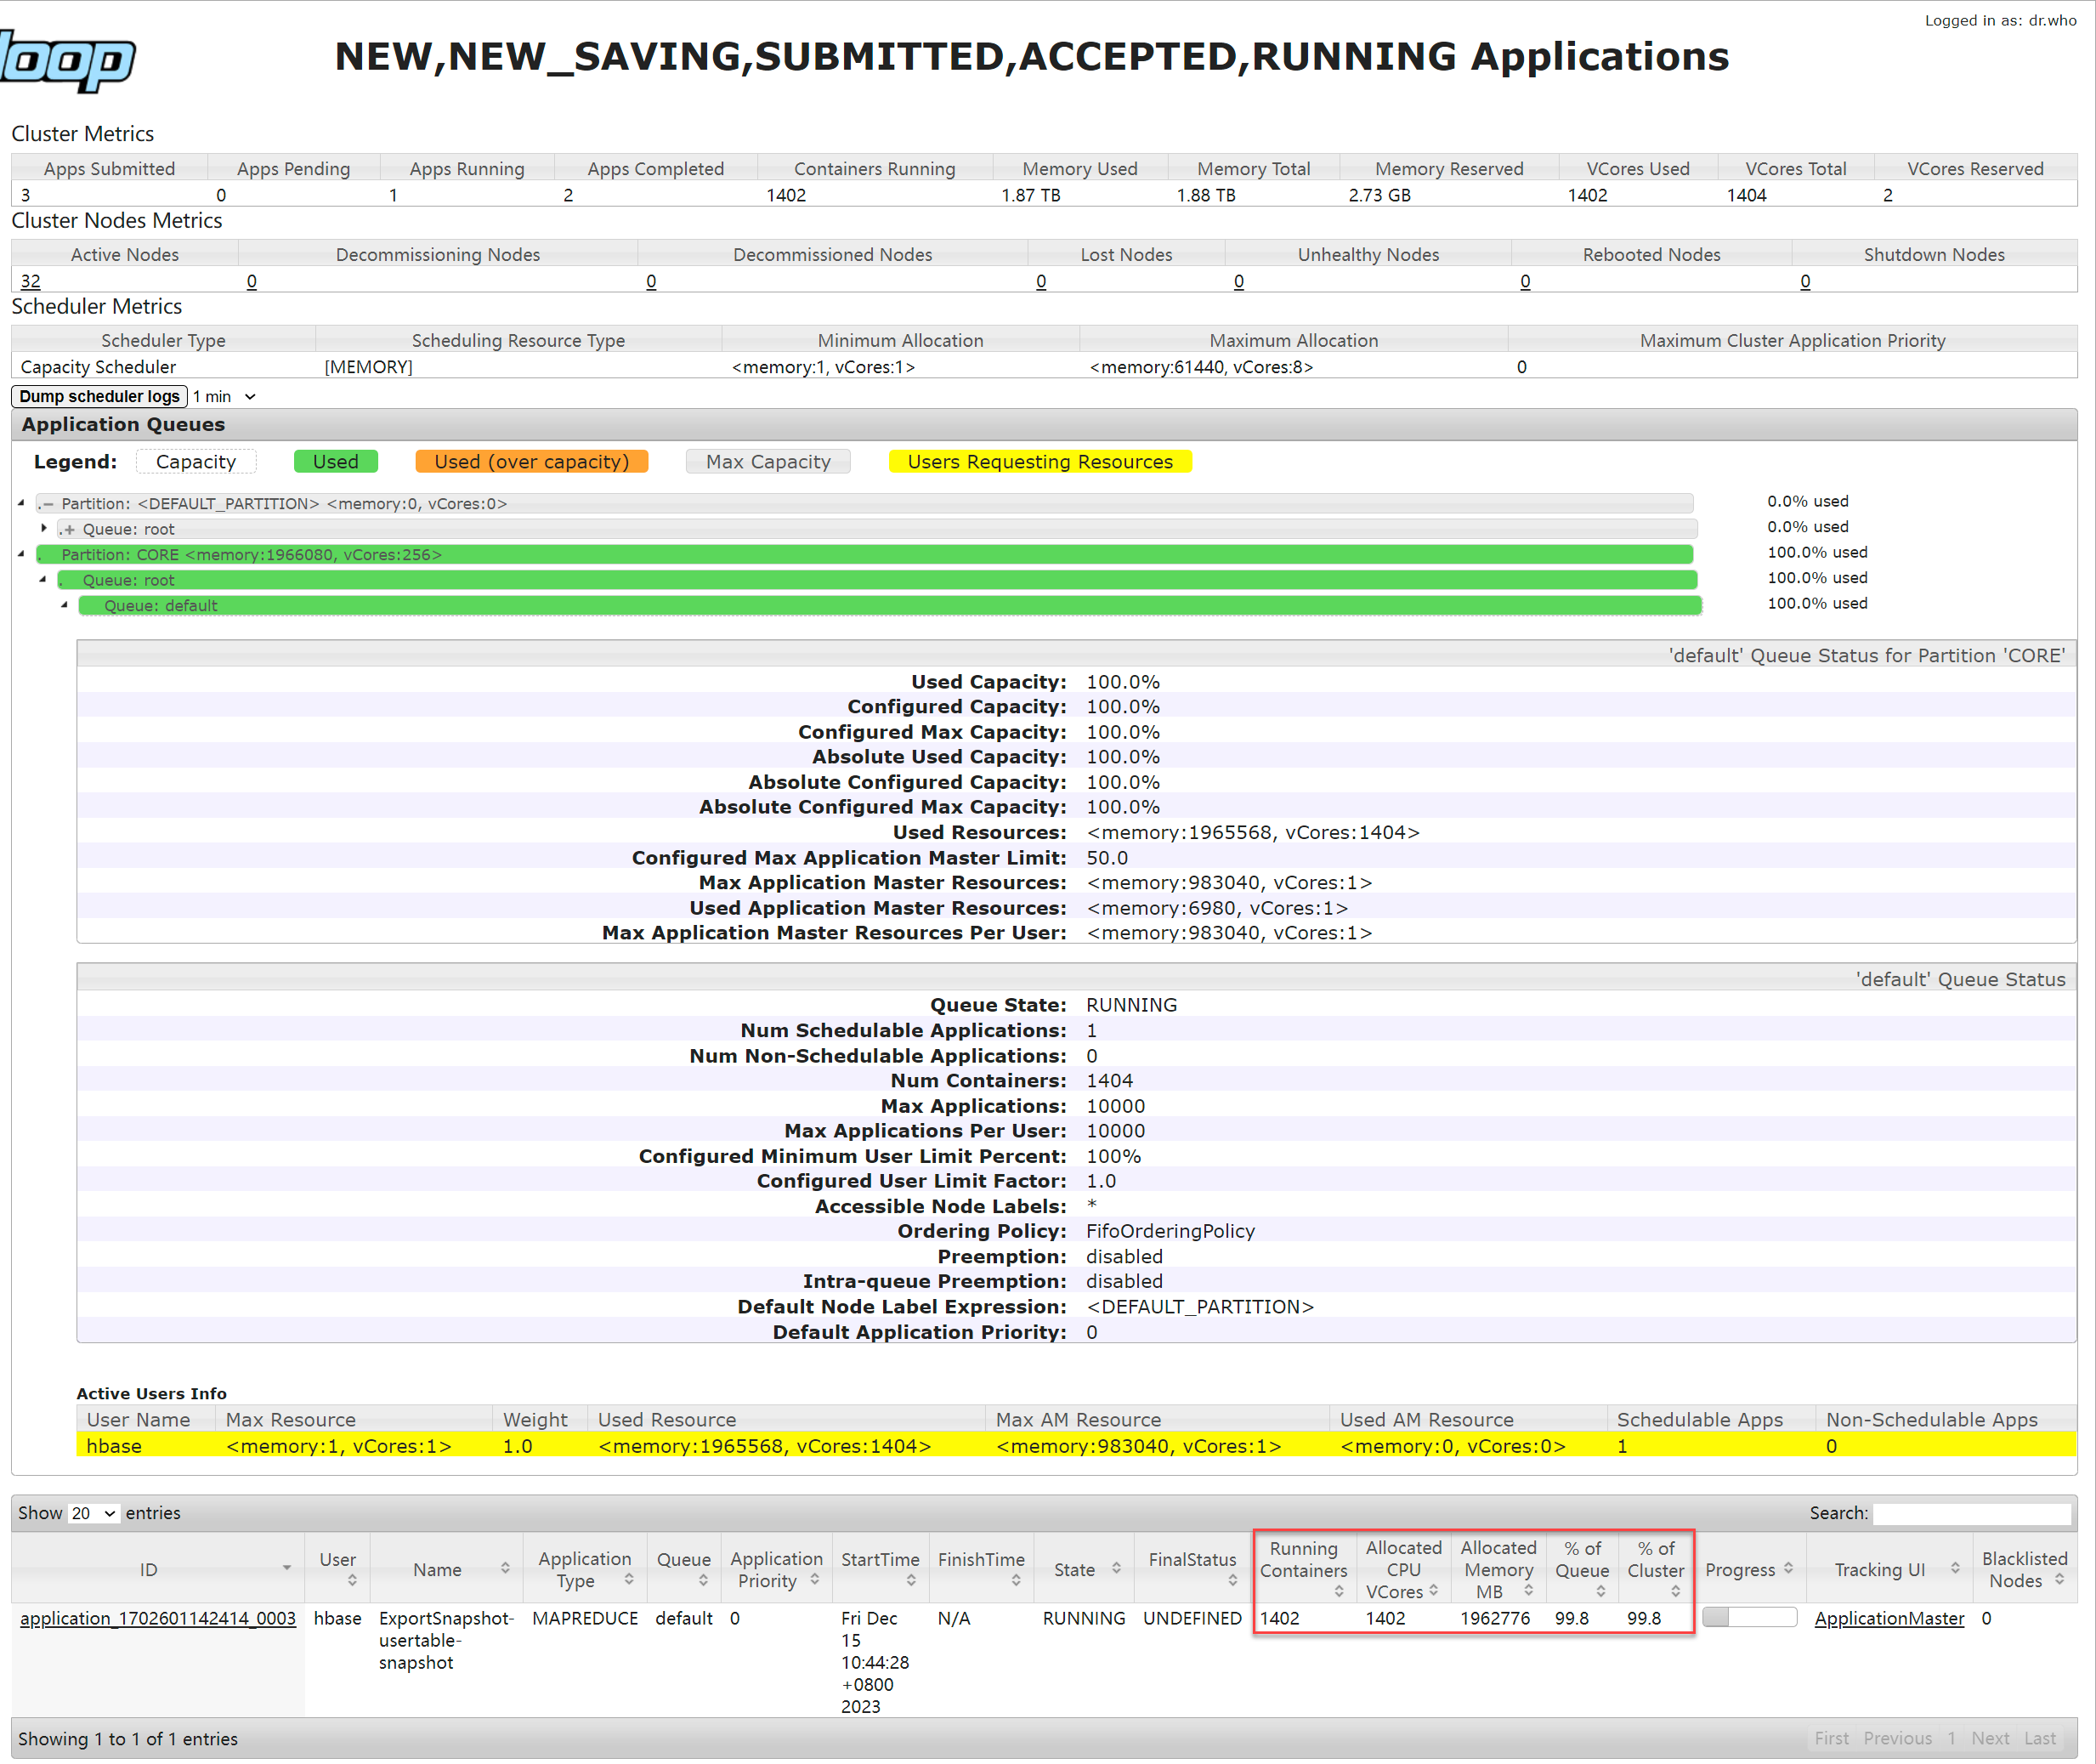 Logged in as: dr.who
loop
NEW,NEW_SAVING,SUBMITTED,ACCEPTED,RUNNING Applications
Cluster Metrics
Apps Submitted Apps Pending Apps Running Apps Completed Containers Running Memory Used Memory Total Memory Reserved VCores Used VCores Total VCores Reserved
3 0 1 2 1402 1.87 TB 1.88 TB 2.73 GB 1402 1404 2
Cluster Nodes Metrics
Active Nodes Decommissioning Nodes Decommissioned Nodes Lost Nodes Unhealthy Nodes Rebooted Nodes Shutdown Nodes
32 0 0 0 0 0 0
Scheduler Metrics
Scheduler Type Scheduling Resource Type Minimum Allocation Maximum Allocation Maximum Cluster Application Priority
Capacity Scheduler [MEMORY] <memory:1, vCores:1> <memory:61440, vCores:8> 0
Dump scheduler logs 1 min
Application Queues
Legend: Capacity Used Used (over capacity) Max Capacity Users Requesting Resources
Partition: <DEFAULT_PARTITION> <memory:0, vCores:0> 0.0% used
Queue: root 0.0% used
Partition: CORE <memory:1966080, vCores:256> 100.0% used
Queue: root 100.0% used
Queue: default 100.0% used
'default' Queue Status for Partition 'CORE'
Used Capacity: 100.0%
Configured Capacity: 100.0%
Configured Max Capacity: 100.0%
Absolute Used Capacity: 100.0%
Absolute Configured Capacity: 100.0%
Absolute Configured Max Capacity: 100.0%
Used Resources: <memory:1965568, vCores:1404>
Configured Max Application Master Limit: 50.0
Max Application Master Resources: <memory:983040, vCores:1>
Used Application Master Resources: <memory:6980, vCores:1>
Max Application Master Resources Per User: <memory:983040, vCores:1>
'default' Queue Status
Queue State: RUNNING
Num Schedulable Applications: 1
Num Non-Schedulable Applications: 0
Num Containers: 1404
Max Applications: 10000
Max Applications Per User: 10000
Configured Minimum User Limit Percent: 100%
Configured User Limit Factor: 1.0
Accessible Node Labels: *
Ordering Policy: FifoOrderingPolicy
Preemption: disabled
Intra-queue Preemption: disabled
Default Node Label Expression: <DEFAULT_PARTITION>
Default Application Priority: 0
Active Users Info
User Name Max Resource Weight Used Resource Max AM Resource Used AM Resource Schedulable Apps Non-Schedulable Apps
hbase <memory:1, vCores:1> 1.0 <memory:1965568, vCores:1404> <memory:983040, vCores:1> <memory:0, vCores:0> 1 0
Show 20 entries Search:
ID User Name Application Type Queue Application Priority StartTime FinishTime State FinalStatus Running Containers Allocated CPU VCores Allocated Memory MB % of Queue % of Cluster Progress Tracking UI Blacklisted Nodes
application_1702601142414_0003 hbase ExportSnapshot- MAPREDUCE default 0 Fri Dec N/A RUNNING UNDEFINED 1402 1402 1962776 99.8 99.8 ApplicationMaster 0
usertable- 15
snapshot 10:44:28
+0800
2023
Showing 1 to 1 of 1 entries First Previous 1 Next Last